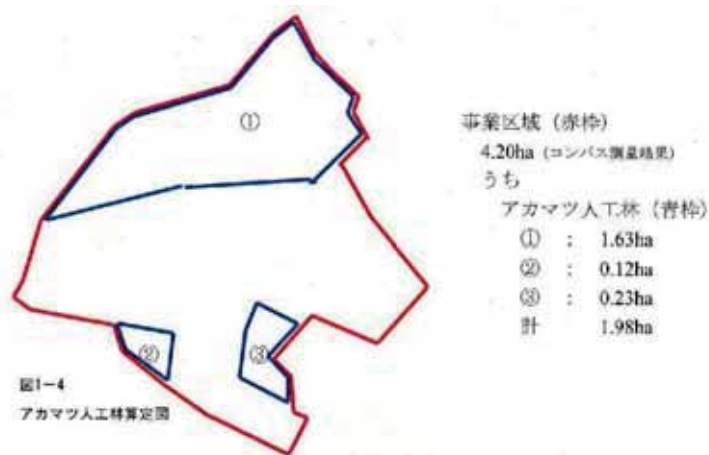 ①
②
③
図1-4
アカマツ人工林算定図
事業区域（赤枠）
4.20ha（コンパス測量結果）
うち
アカマツ人工林（青枠）
① ： 1.63ha
② ： 0.12ha
③ ： 0.23ha
計 1.98ha